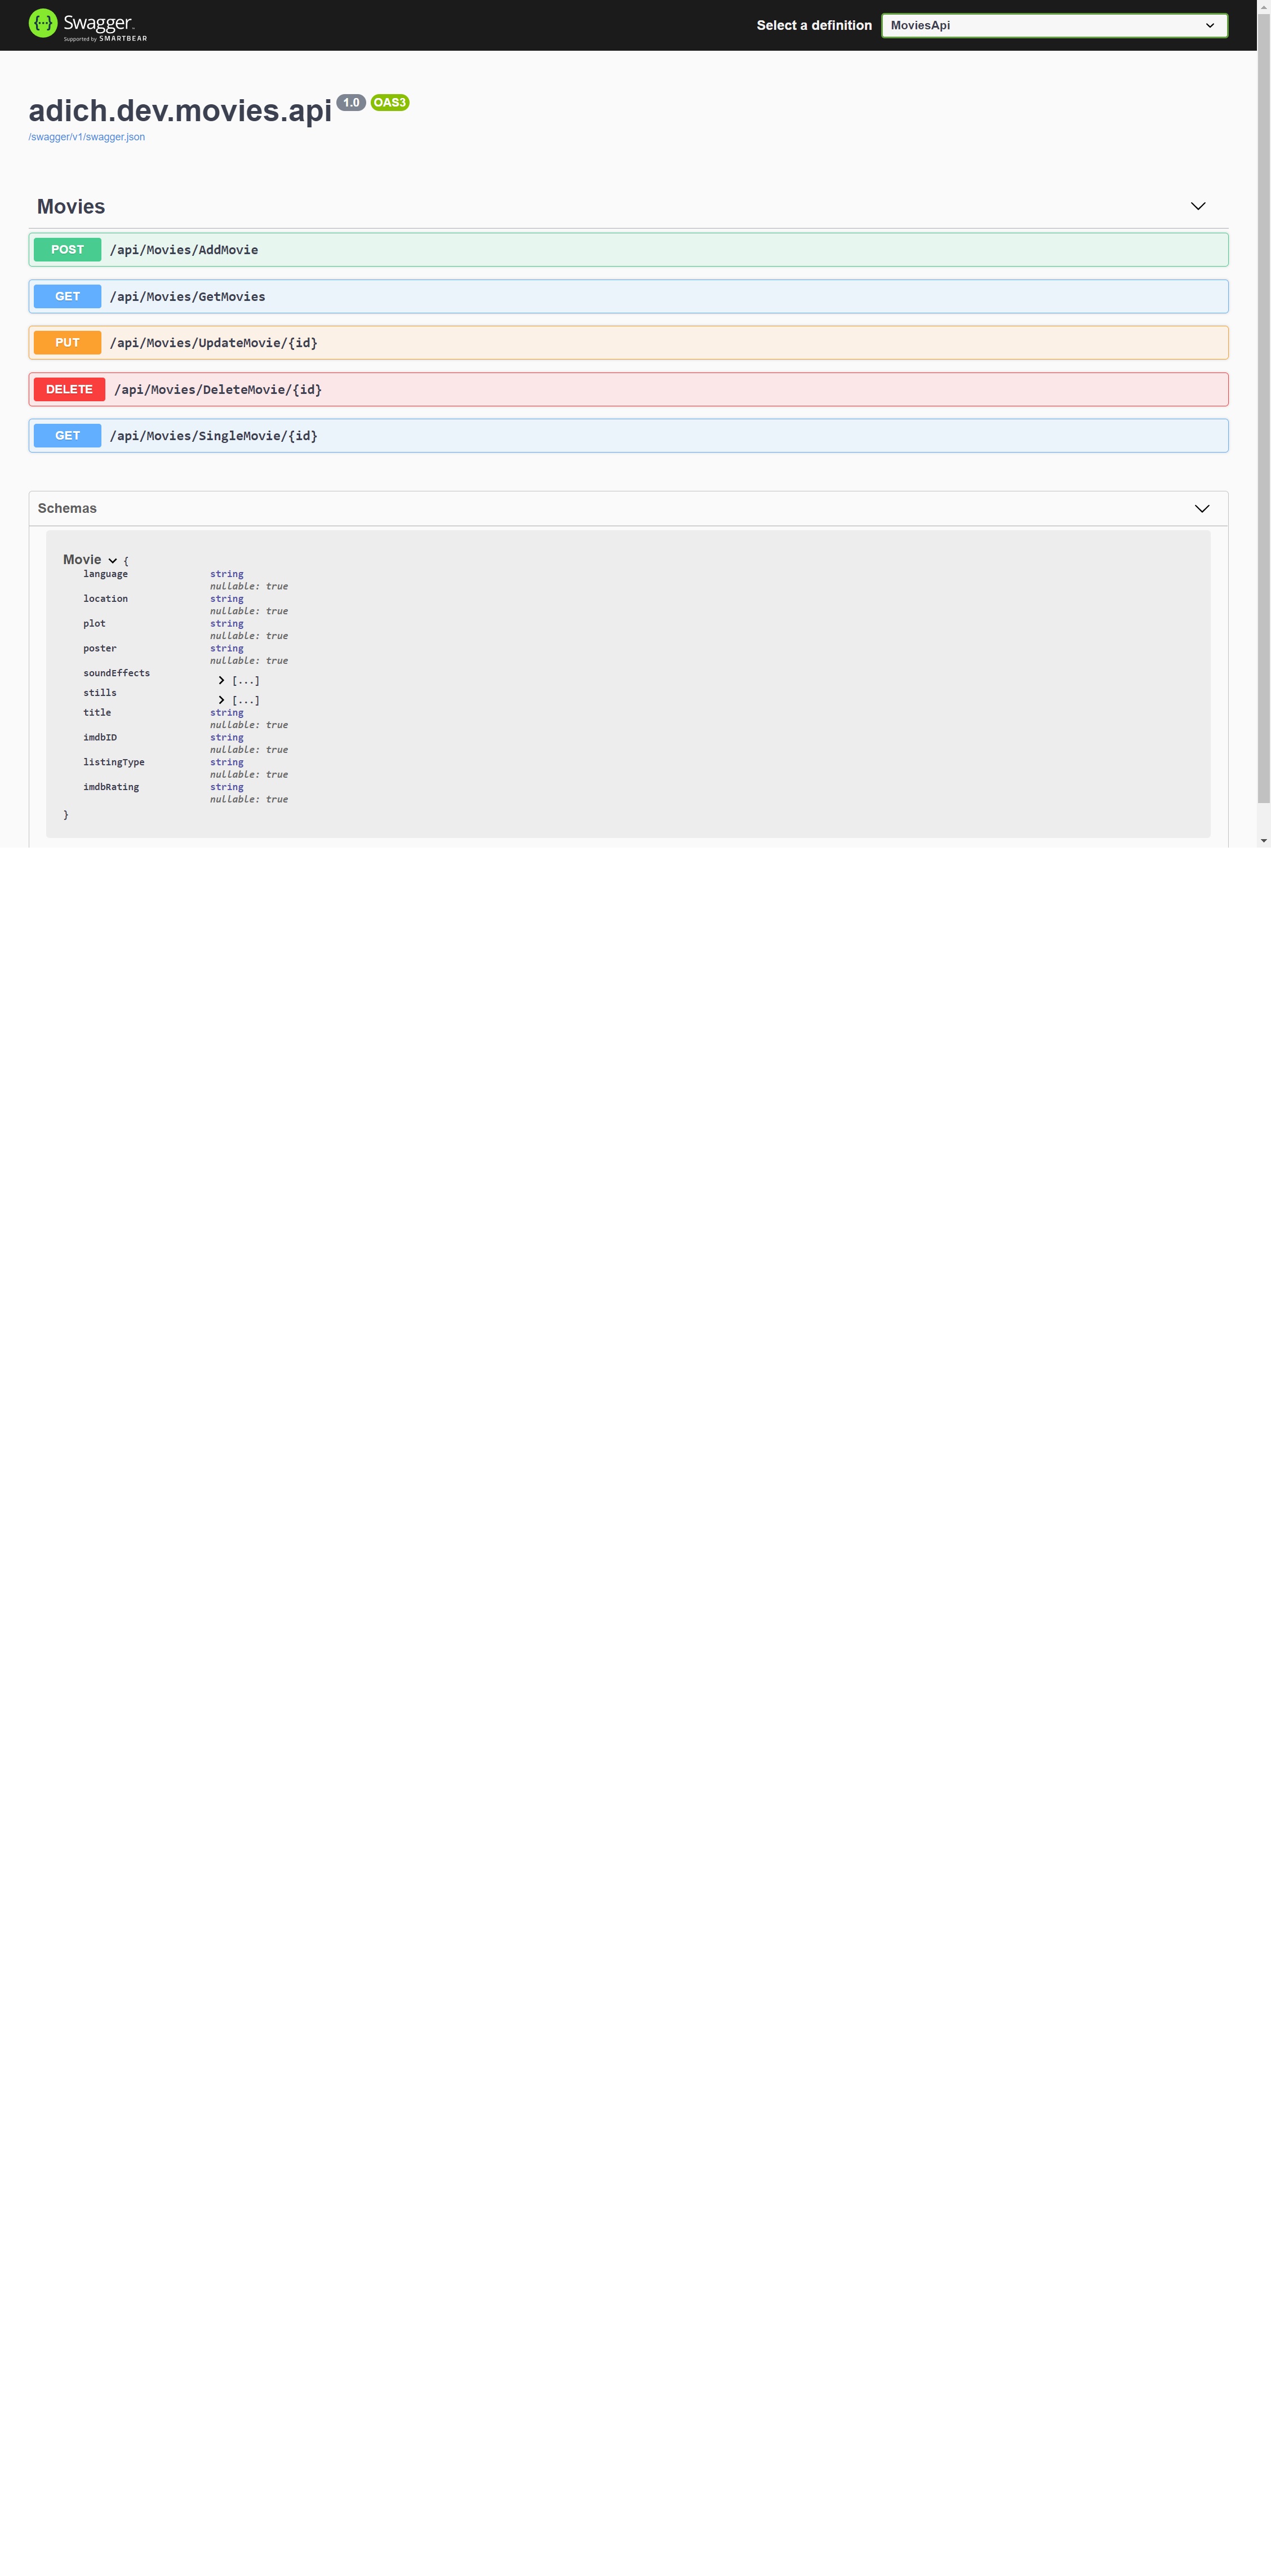 Swagger.
Supported by SMARTBEAR
Select a definition
MoviesApi
adich.dev.movies.api 1.0 OAS3
/swagger/v1/swagger.json
Movies
POST /api/Movies/AddMovie
GET /api/Movies/GetMovies
PUT /api/Movies/UpdateMovie/{id}
DELETE /api/Movies/DeleteMovie/{id}
GET /api/Movies/SingleMovie/{id}
Schemas
Movie {
language string
nullable: true
location string
nullable: true
plot string
nullable: true
poster string
nullable: true
soundEffects [...]
stills [...]
title string
nullable: true
imdbID string
nullable: true
listingType string
nullable: true
imdbRating string
nullable: true
}